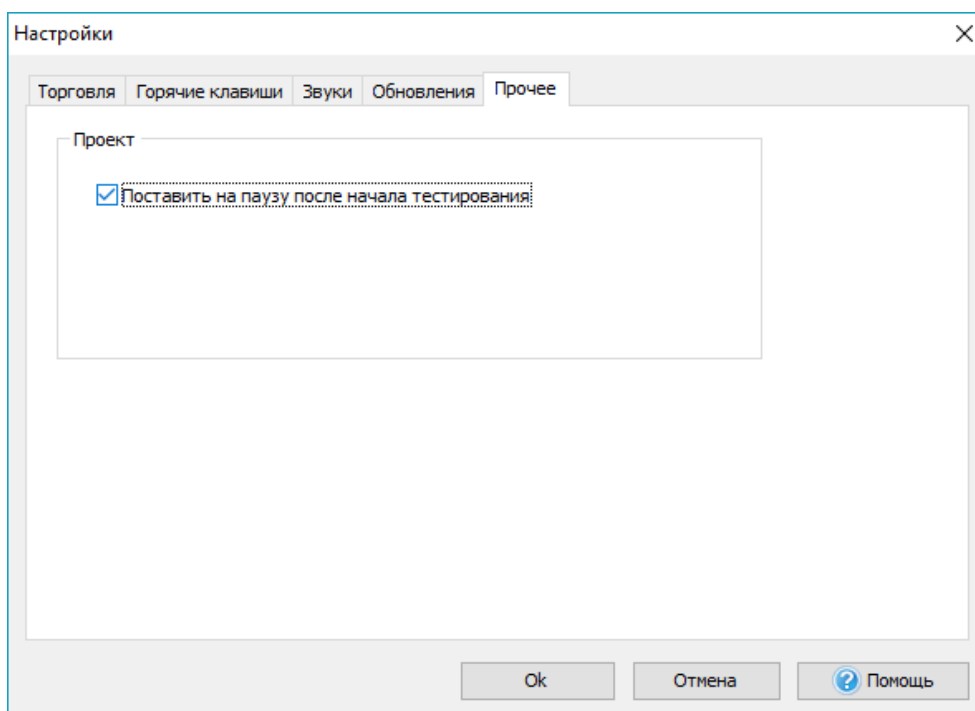 Настройки
Торговля Горячие клавиши Звуки Обновления Прочее
Проект
Поставить на паузу после начала тестирования
Ok Отмена Помощь